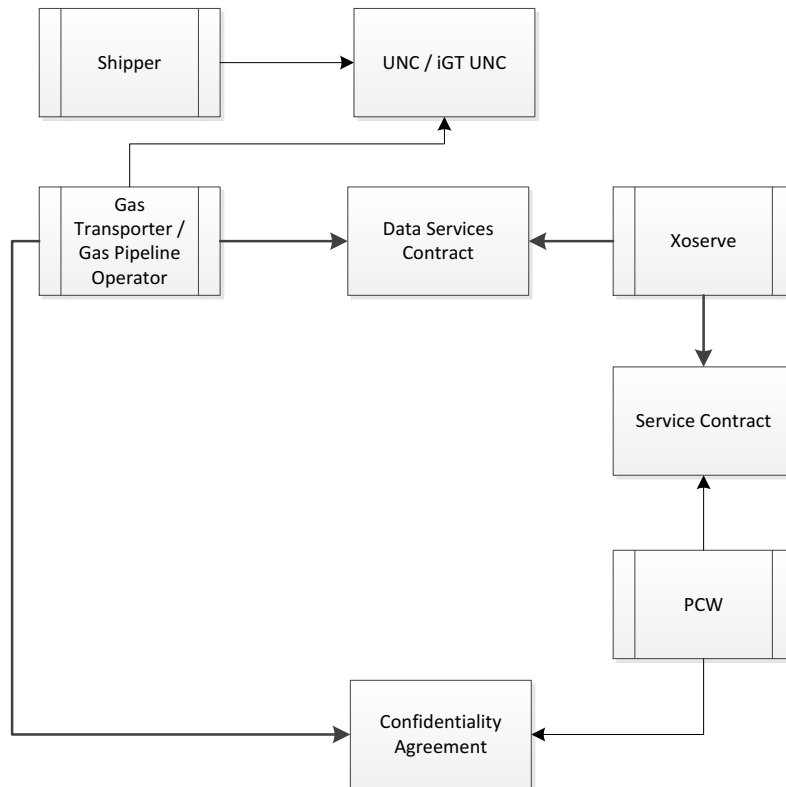 Shipper
UNC / iGT UNC
Gas
Transporter /
Gas Pipeline
Operator
Data Services
Contract
Xoserve
Service Contract
PCW
Confidentiality
Agreement